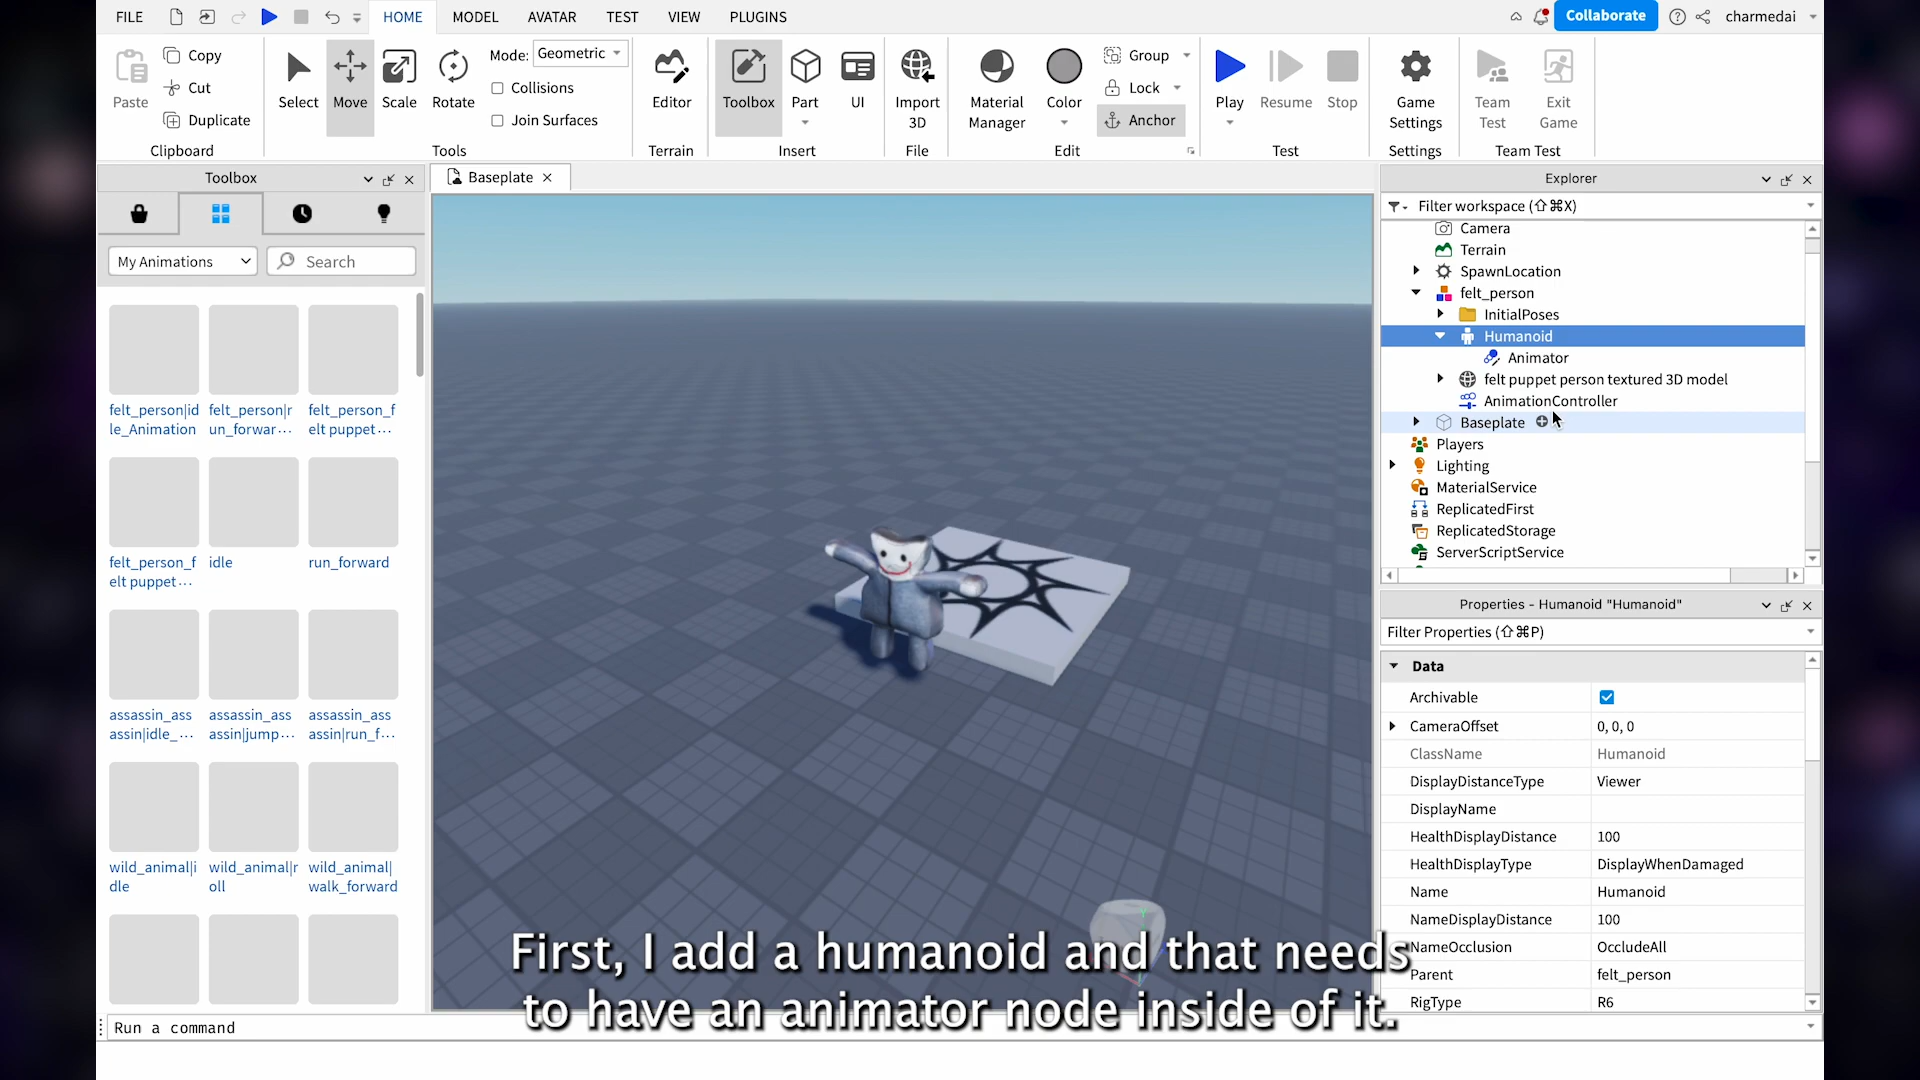 FILE
HOME
MODEL
AVATAR
TEST
VIEW
PLUGINS
Collaborate
charmedai
Paste
Copy
Cut
Duplicate
Clipboard
Select
Move
Scale
Rotate
Mode: Geometric
Collisions
Join Surfaces
Tools
Editor
Terrain
Toolbox
Part
UI
Insert
Import
3D
File
Material
Manager
Color
Group
Lock
Anchor
Edit
Play
Resume
Stop
Test
Game
Settings
Settings
Team
Test
Exit
Game
Team Test
Toolbox
My Animations
Search
felt_person|id
le_Animation
felt_person|r
un_forwar...
felt_person_f
elt puppet...
felt_person_f
elt puppet...
idle
run_forward
assassin_ass
assin|idle_...
assassin_ass
assin|jump...
assassin_ass
assin|run_f...
wild_animal|i
dle
wild_animal|r
oll
wild_animal|
walk_forward
Baseplate
Explorer
Filter workspace (⇧⌘X)
Camera
Terrain
SpawnLocation
felt_person
InitialPoses
Humanoid
Animator
felt puppet person textured 3D model
AnimationController
Baseplate
Players
Lighting
MaterialService
ReplicatedFirst
ReplicatedStorage
ServerScriptService
Properties - Humanoid "Humanoid"
Filter Properties (⇧⌘P)
Data
Archivable
CameraOffset 0, 0, 0
ClassName Humanoid
DisplayDistanceType Viewer
DisplayName
HealthDisplayDistance 100
HealthDisplayType DisplayWhenDamaged
Name Humanoid
NameDisplayDistance 100
NameOcclusion OccludeAll
Parent felt_person
RigType R6
First, I add a humanoid and that needs
to have an animator node inside of it.
Run a command